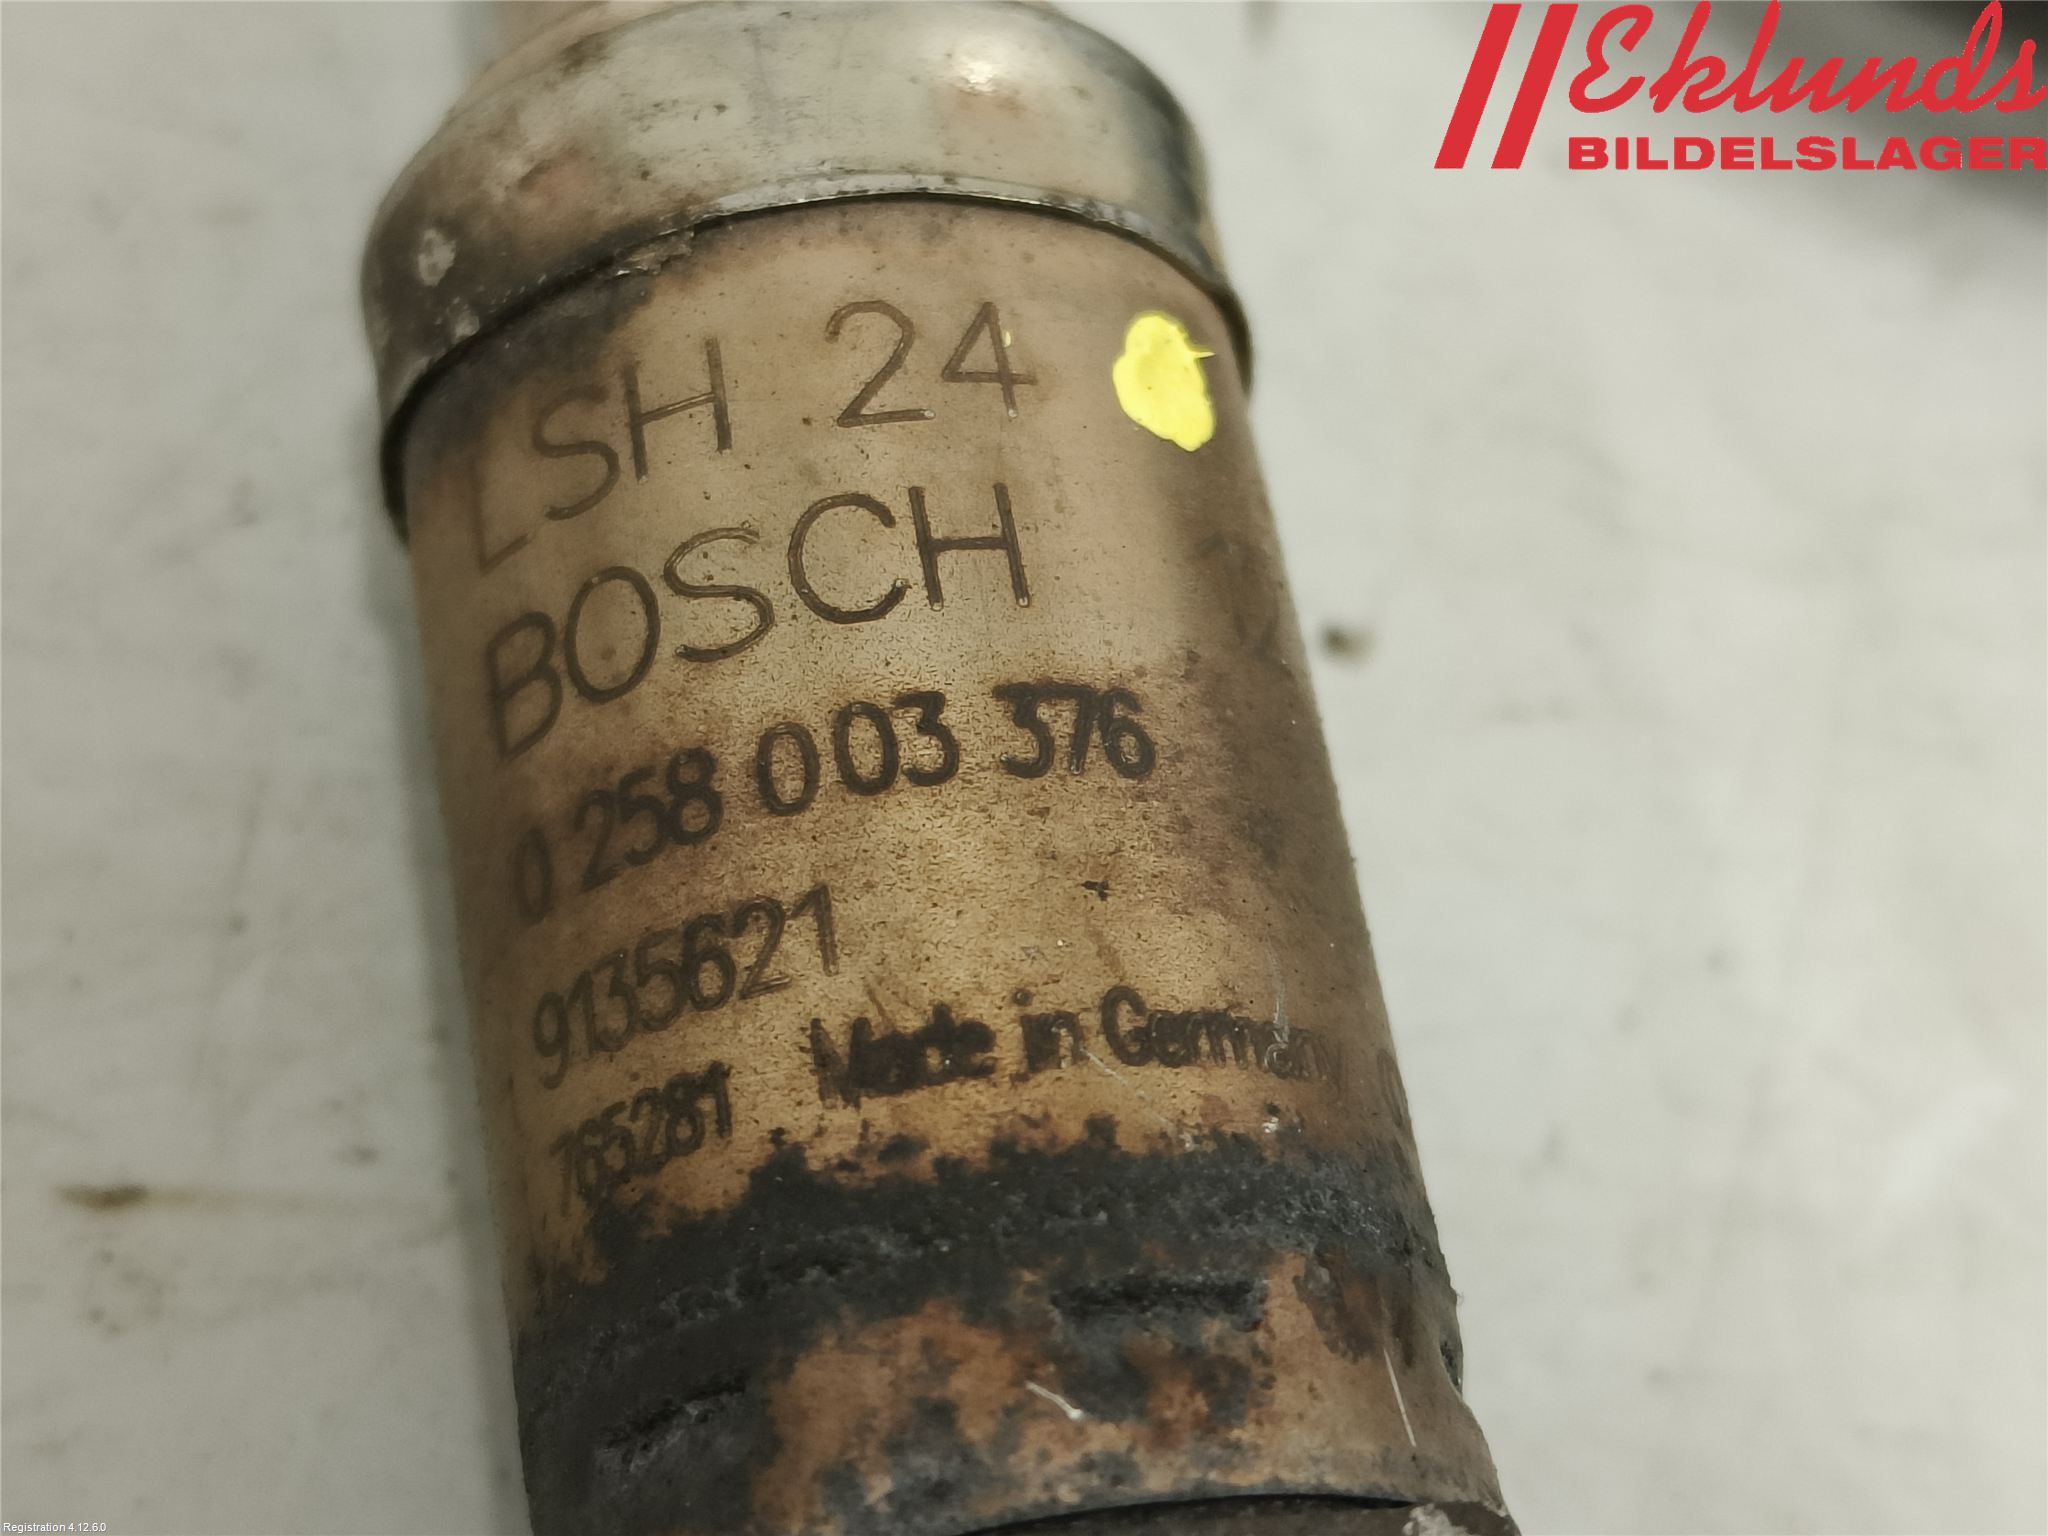 Eklunds
BILDELSLAGER
LSH 24
BOSCH
0 258 003 376
9135621
765281 Made in Germany
Registration 4.12.6.0